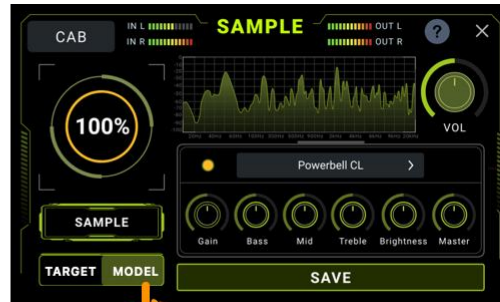 CAB
IN L
IN R
SAMPLE
OUT L
OUT R
?
100%
VOL
Powerbell CL
Gain Bass Mid Treble Brightness Master
SAMPLE
TARGET MODEL
SAVE